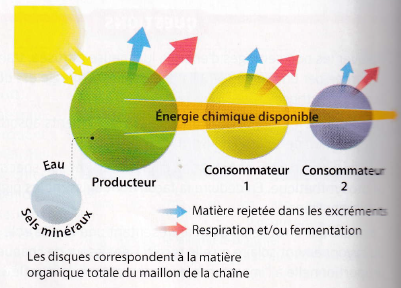 Énergie chimique disponible
Eau
Sels minéraux
Producteur
Consommateur
1
Consommateur
2
Matière rejetée dans les excréments
Respiration et/ou fermentation
Les disques correspondent à la matière
organique totale du maillon de la chaîne